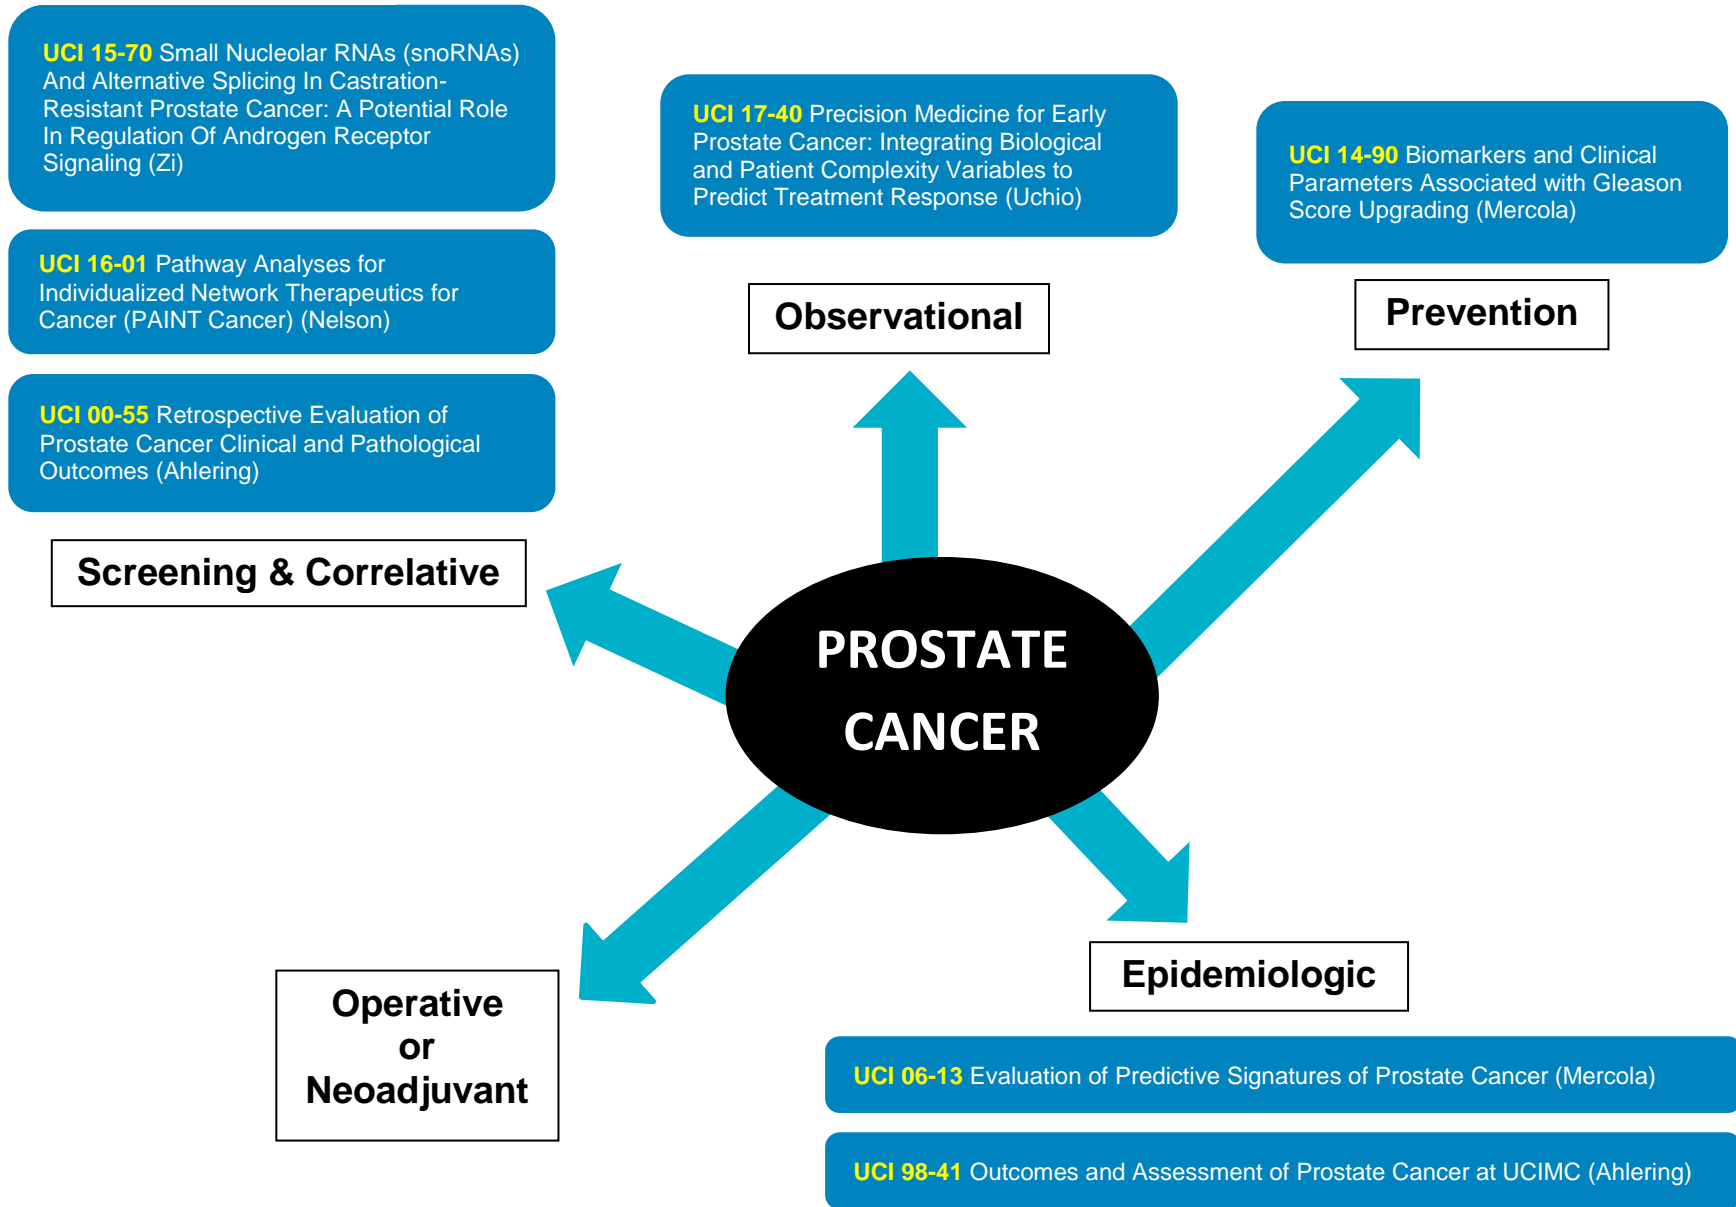 UCI 15-70 Small Nucleolar RNAs (snoRNAs)
And Alternative Splicing In Castration-
Resistant Prostate Cancer: A Potential Role
In Regulation Of Androgen Receptor
Signaling (Zi)
UCI 16-01 Pathway Analyses for
Individualized Network Therapeutics for
Cancer (PAINT Cancer) (Nelson)
UCI 00-55 Retrospective Evaluation of
Prostate Cancer Clinical and Pathological
Outcomes (Ahlering)
Screening & Correlative
UCI 17-40 Precision Medicine for Early
Prostate Cancer: Integrating Biological
and Patient Complexity Variables to
Predict Treatment Response (Uchio)
Observational
UCI 14-90 Biomarkers and Clinical
Parameters Associated with Gleason
Score Upgrading (Mercola)
Prevention
PROSTATE
CANCER
Operative
or
Neoadjuvant
Epidemiologic
UCI 06-13 Evaluation of Predictive Signatures of Prostate Cancer (Mercola)
UCI 98-41 Outcomes and Assessment of Prostate Cancer at UCIMC (Ahlering)